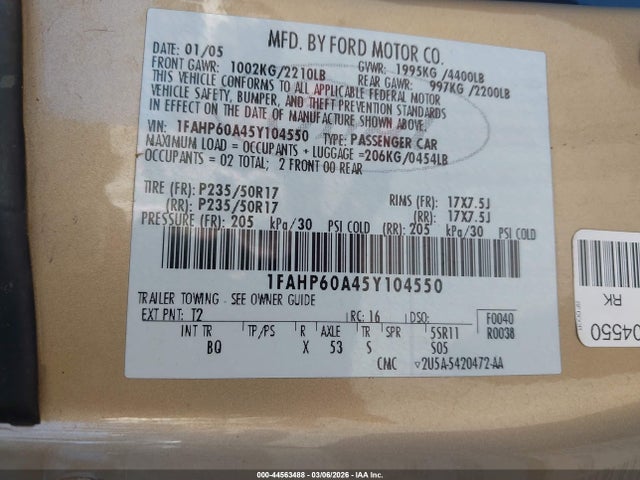 MFD. BY FORD MOTOR CO.
DATE: 01/05
FRONT GAWR: 1002KG/2210LB
GVWR: 1995KG/4400LB
REAR GAWR: 997KG/2200LB
THIS VEHICLE CONFORMS TO ALL APPLICABLE FEDERAL MOTOR
VEHICLE SAFETY, BUMPER, AND THEFT PREVENTION STANDARDS
IN EFFECT ON THE DATE OF MANUFACTURE SHOWN ABOVE.
VIN: 1FAHP60A45Y104550 TYPE: PASSENGER CAR
MAXIMUM LOAD = OCCUPANTS + LUGGAGE =206KG/0454LB
OCCUPANTS = 02 TOTAL; 2 FRONT 00 REAR
TIRE (FR): P235/50R17 RIMS (FR): 17X7.5J
(RR): P235/50R17 (RR): 17X7.5J
PRESSURE (FR): 205 kPa/30 PSI COLD (RR): 205 kPa/30 PSI COLD
1FAHP60A45Y104550
TRAILER TOWING - SEE OWNER GUIDE
EXT PNT: T2 RC: 16 DSO: F0040
INT TR TP/PS R AXLE TR SPR 5SR11 R0038
BQ X 53 S S05
CMC 2U5A-5420472-AA
04550
RK
000-44563488 | 03/06/2026 | IAA Inc.